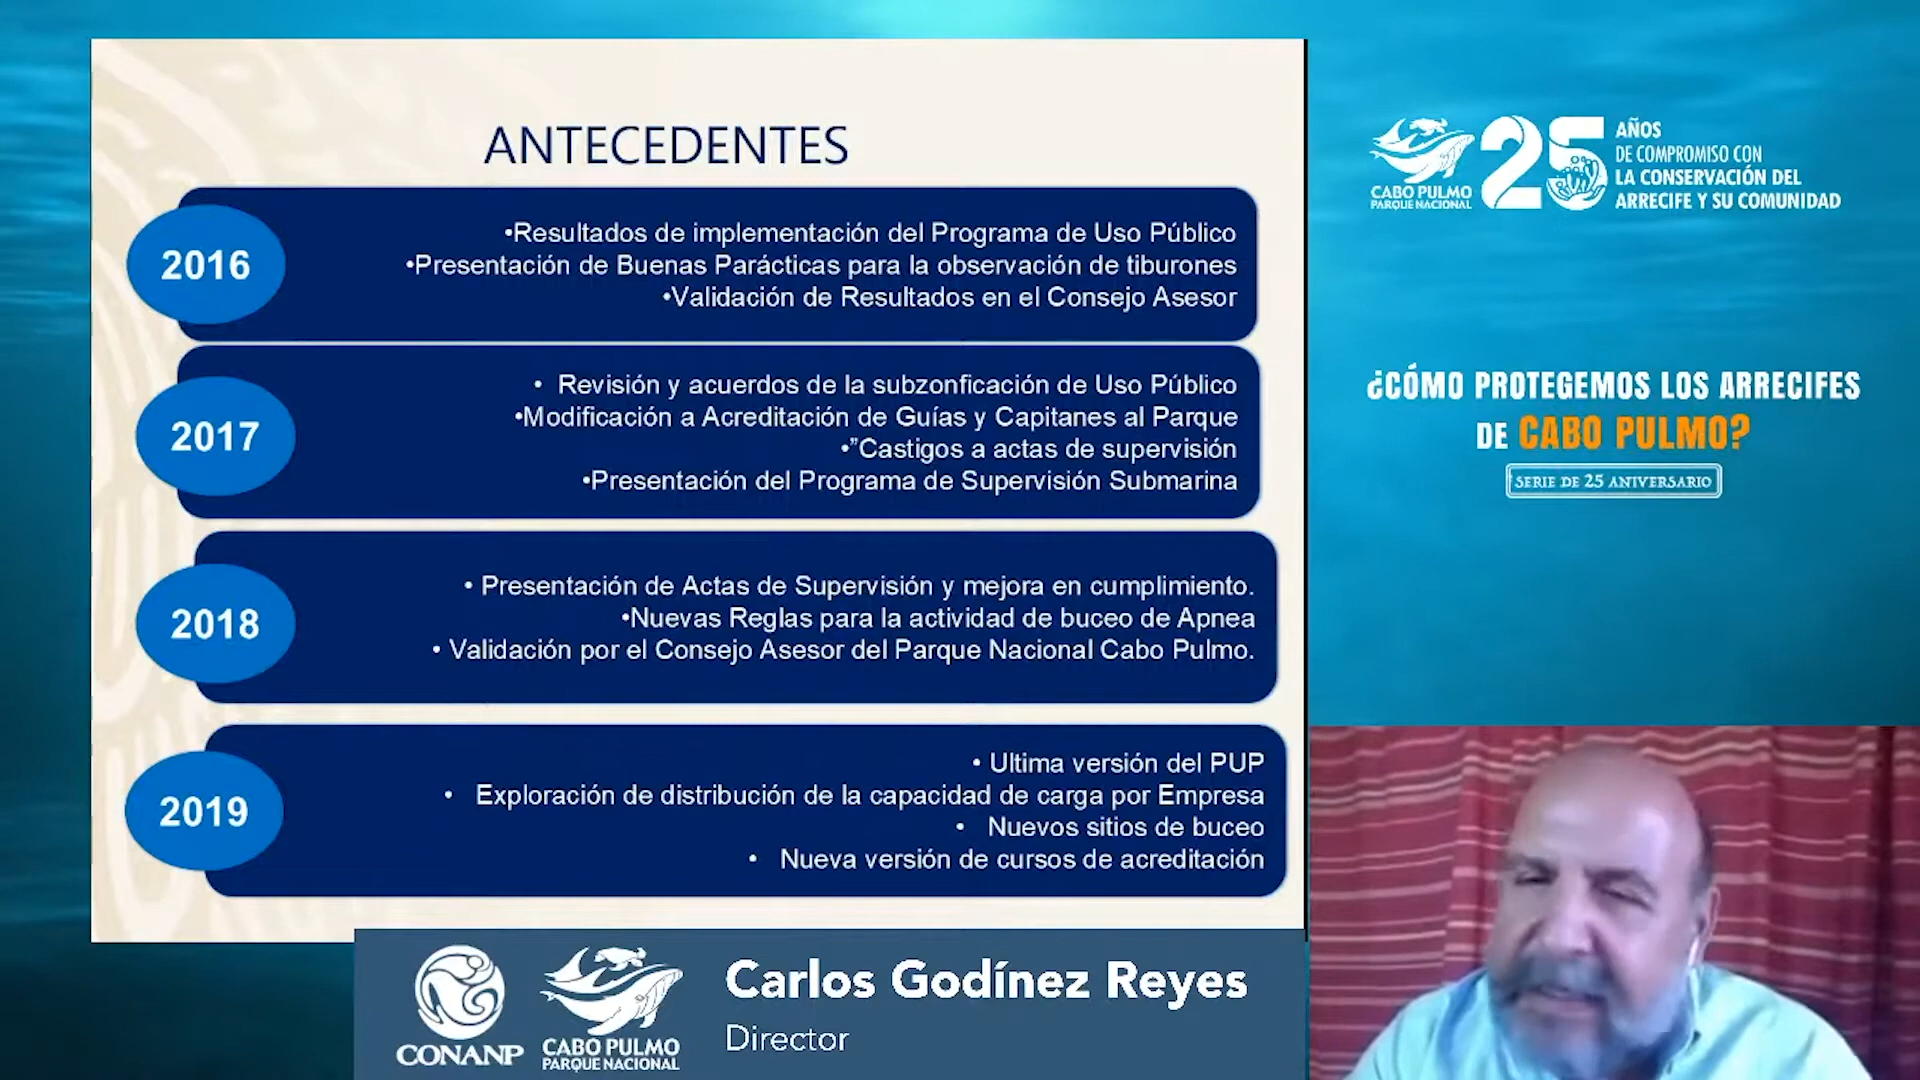 ANTECEDENTES
2016
•Resultados de implementación del Programa de Uso Público
•Presentación de Buenas Parácticas para la observación de tiburones
•Validación de Resultados en el Consejo Asesor
2017
• Revisión y acuerdos de la subzonficación de Uso Público
•Modificación a Acreditación de Guías y Capitanes al Parque
•"Castigos a actas de supervisión
•Presentación del Programa de Supervisión Submarina
2018
• Presentación de Actas de Supervisión y mejora en cumplimiento.
•Nuevas Reglas para la actividad de buceo de Apnea
• Validación por el Consejo Asesor del Parque Nacional Cabo Pulmo.
2019
• Ultima versión del PUP
• Exploración de distribución de la capacidad de carga por Empresa
• Nuevos sitios de buceo
• Nueva versión de cursos de acreditación
CABO PULMO
PARQUE NACIONAL
25
AÑOS
DE COMPROMISO CON
LA CONSERVACIÓN DEL
ARRECIFE Y SU COMUNIDAD
¿CÓMO PROTEGEMOS LOS ARRECIFES
DE CABO PULMO?
SERIE DE 25 ANIVERSARIO
CONANP
CABO PULMO
PARQUE NACIONAL
Carlos Godínez Reyes
Director